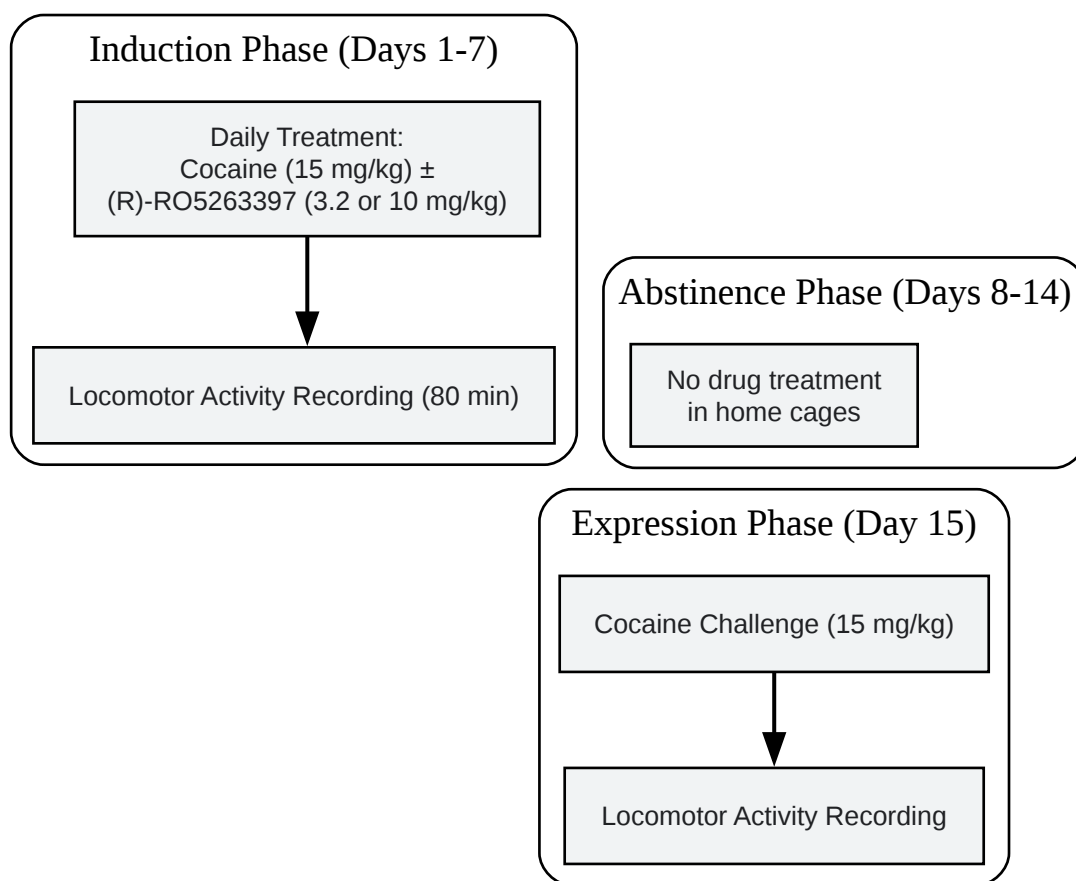 Induction Phase (Days 1-7)
Daily Treatment:
Cocaine (15 mg/kg) ±
(R)-RO5263397 (3.2 or 10 mg/kg)
Locomotor Activity Recording (80 min)
Abstinence Phase (Days 8-14)
No drug treatment
in home cages
Expression Phase (Day 15)
Cocaine Challenge (15 mg/kg)
Locomotor Activity Recording